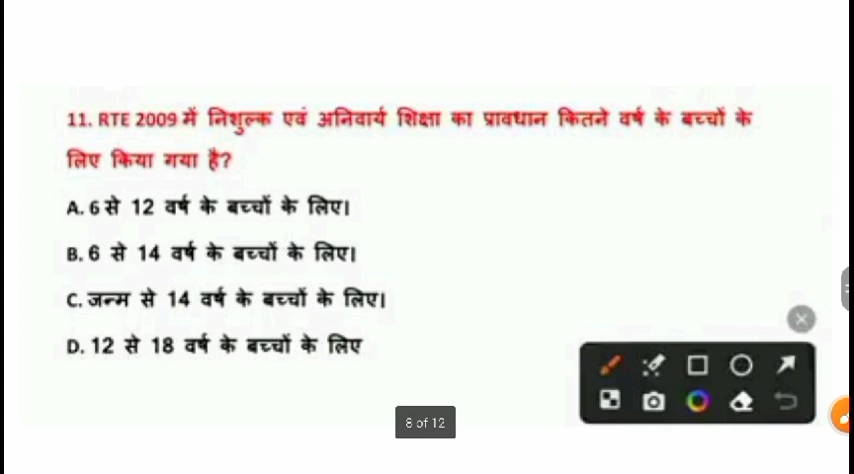 11. RTE 2009 में निशुल्क एवं अनिवार्य शिक्षा का प्रावधान कितने वर्ष के बच्चों के
लिए किया गया है?
A. 6 से 12 वर्ष के बच्चों के लिए।
B. 6 से 14 वर्ष के बच्चों के लिए।
C. जन्म से 14 वर्ष के बच्चों के लिए।
D. 12 से 18 वर्ष के बच्चों के लिए
8 of 12